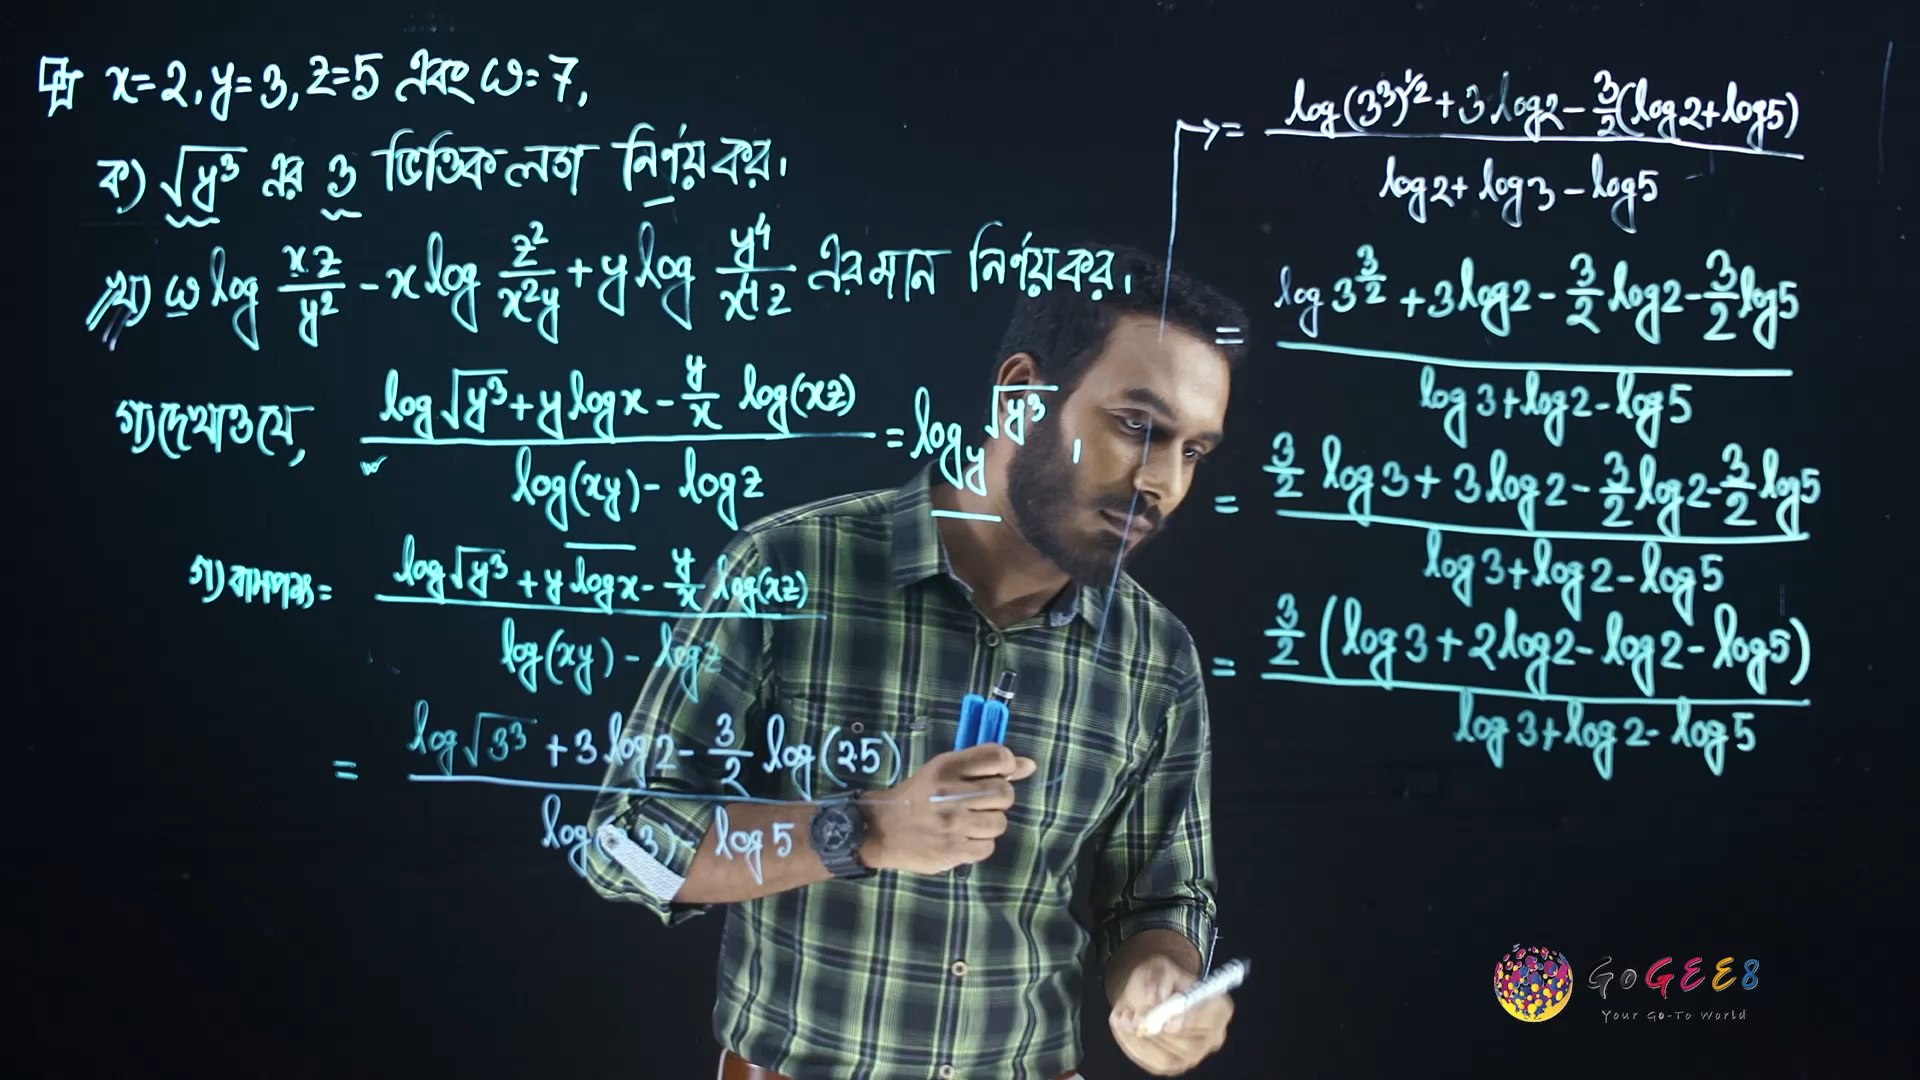 প্রঃ x=2, y=3, z=5 এবং ω=7,
ক) √y³ এর 3 ভিত্তিক লগ নির্ণয় কর।
খ) ω log xz/y² - x log z²/x²y + y log y⁴/x⁴z এর মান নির্ণয় কর।
গ) দেখাও যে, (log√y³ + y log x - y/x log(xz)) / (log(xy) - log z) = log_y √y³ ,
গ) বামপক্ষ = (log√y³ + y log x - y/x log(xz)) / (log(xy) - log z)
= (log√3³ + 3 log 2 - 3/2 log(2.5)) / (log(2.3) - log 5)
= (log(3³)^1/2 + 3 log 2 - 3/2 (log 2 + log 5)) / (log 2 + log 3 - log 5)
= (log 3^3/2 + 3 log 2 - 3/2 log 2 - 3/2 log 5) / (log 3 + log 2 - log 5)
= (3/2 log 3 + 3 log 2 - 3/2 log 2 - 3/2 log 5) / (log 3 + log 2 - log 5)
= 3/2 (log 3 + 2 log 2 - log 2 - log 5) / (log 3 + log 2 - log 5)
GoGEE8
Your Go-To World